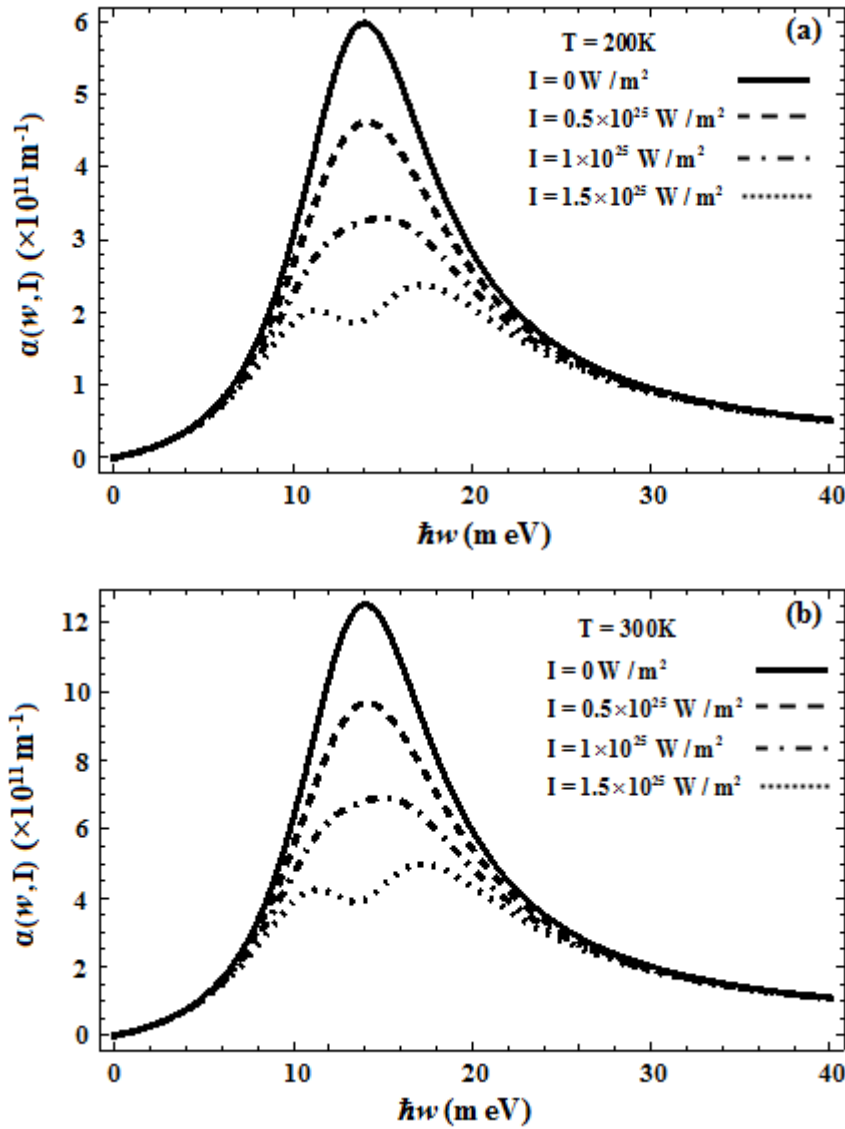 (a)
T = 200K
I = 0 W / m²
I = 0.5×10²⁵ W / m²
I = 1×10²⁵ W / m²
I = 1.5×10²⁵ W / m²
α(w,I) (×10¹¹ m⁻¹)
6
5
4
3
2
1
0
0 10 20 30 40
ħw (m eV)
(b)
T = 300K
I = 0 W / m²
I = 0.5×10²⁵ W / m²
I = 1×10²⁵ W / m²
I = 1.5×10²⁵ W / m²
α(w,I) (×10¹¹ m⁻¹)
12
10
8
6
4
2
0
0 10 20 30 40
ħw (m eV)